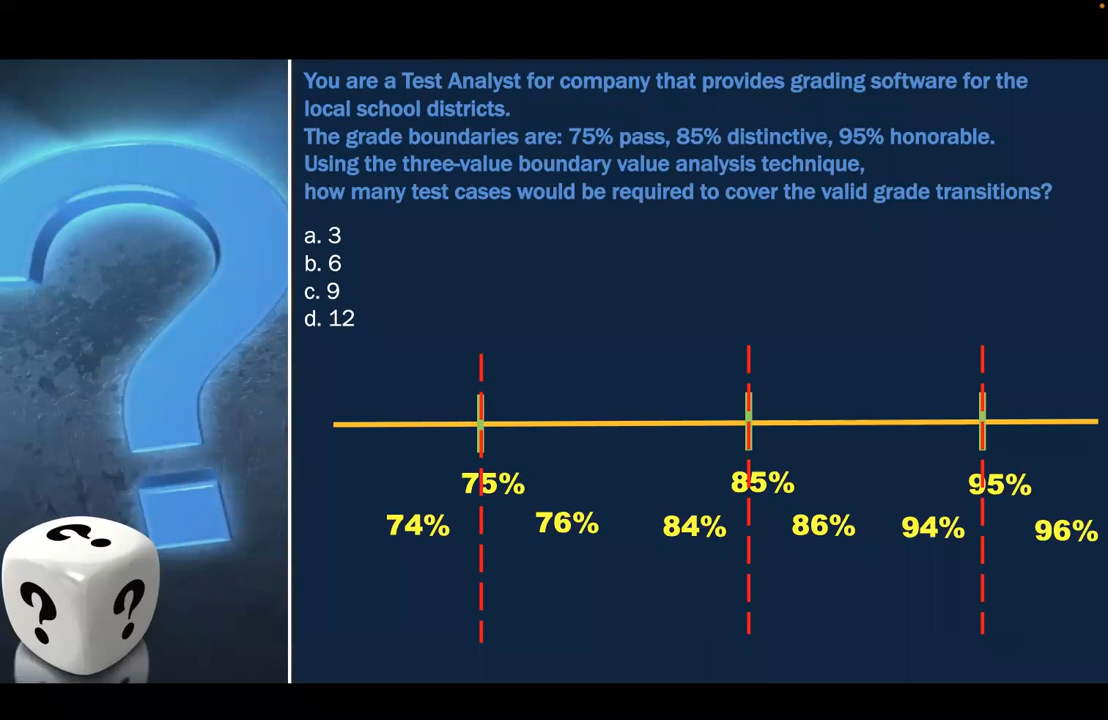 You are a Test Analyst for company that provides grading software for the
local school districts.
The grade boundaries are: 75% pass, 85% distinctive, 95% honorable.
Using the three-value boundary value analysis technique,
how many test cases would be required to cover the valid grade transitions?
a. 3
b. 6
c. 9
d. 12
75% 85% 95%
74% 76% 84% 86% 94% 96%